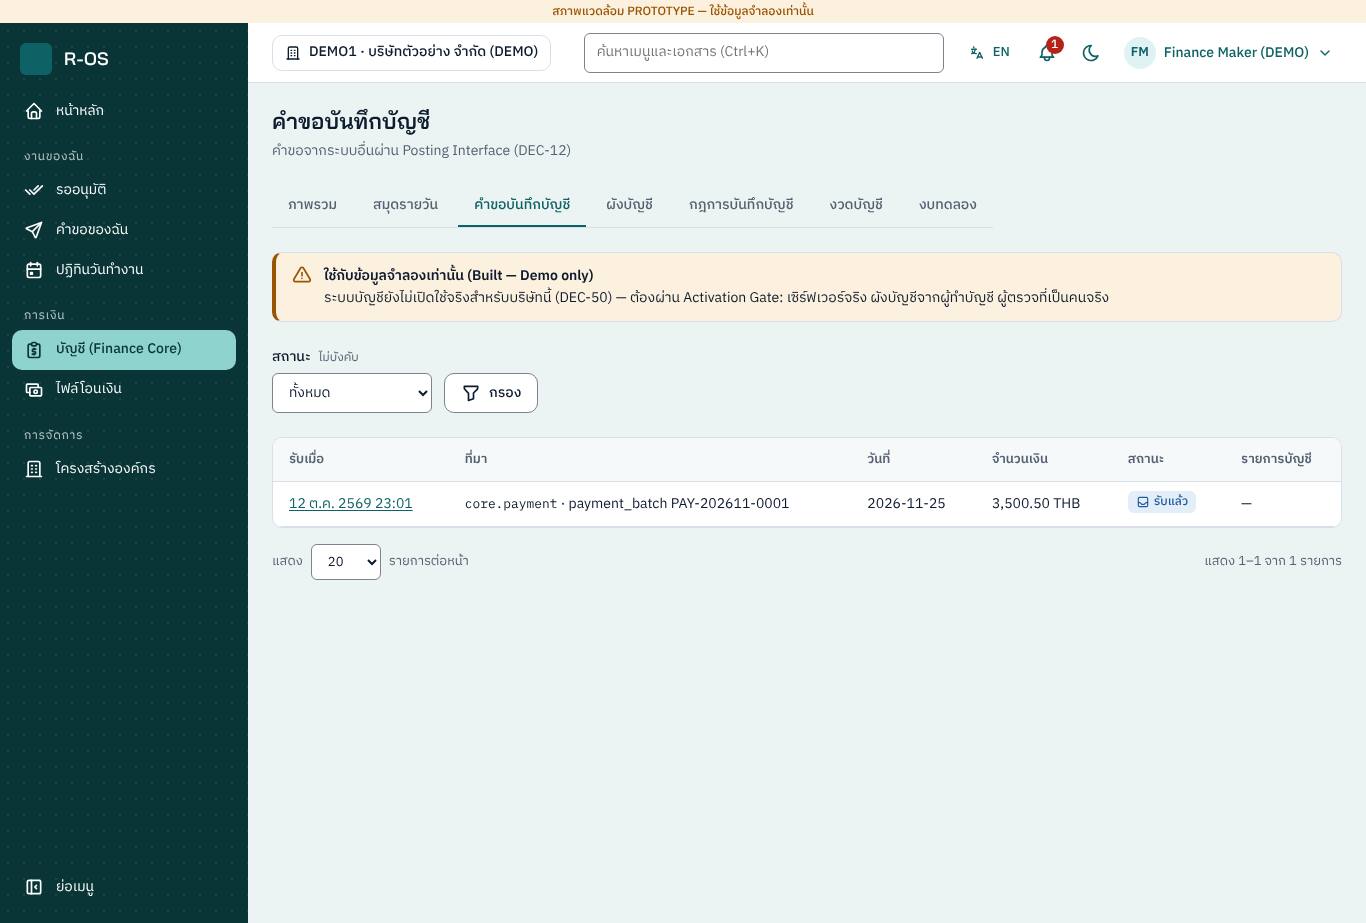 สภาพแวดล้อม PROTOTYPE — ใช้ข้อมูลจำลองเท่านั้น
R-OS
DEMO1 · บริษัทตัวอย่าง จำกัด (DEMO)
ค้นหาเมนูและเอกสาร (Ctrl+K)
EN
1
FM
Finance Maker (DEMO)
หน้าหลัก
งานของฉัน
รออนุมัติ
คำขอของฉัน
ปฏิทินวันทำงาน
การเงิน
บัญชี (Finance Core)
ไฟล์โอนเงิน
การจัดการ
โครงสร้างองค์กร
ย่อเมนู
คำขอบันทึกบัญชี
คำขอจากระบบอื่นผ่าน Posting Interface (DEC-12)
ภาพรวม สมุดรายวัน คำขอบันทึกบัญชี ผังบัญชี กฎการบันทึกบัญชี งวดบัญชี งบทดลอง
ใช้กับข้อมูลจำลองเท่านั้น (Built — Demo only)
ระบบบัญชียังไม่เปิดใช้จริงสำหรับบริษัทนี้ (DEC-50) — ต้องผ่าน Activation Gate: เซิร์ฟเวอร์จริง ผังบัญชีจากผู้ทำบัญชี ผู้ตรวจที่เป็นคนจริง
สถานะ ไม่บังคับ
ทั้งหมด กรอง
รับเมื่อ ที่มา วันที่ จำนวนเงิน สถานะ รายการบัญชี
12 ต.ค. 2569 23:01 core.payment · payment_batch PAY-202611-0001 2026-11-25 3,500.50 THB รับแล้ว —
แสดง 20 รายการต่อหน้า แสดง 1–1 จาก 1 รายการ